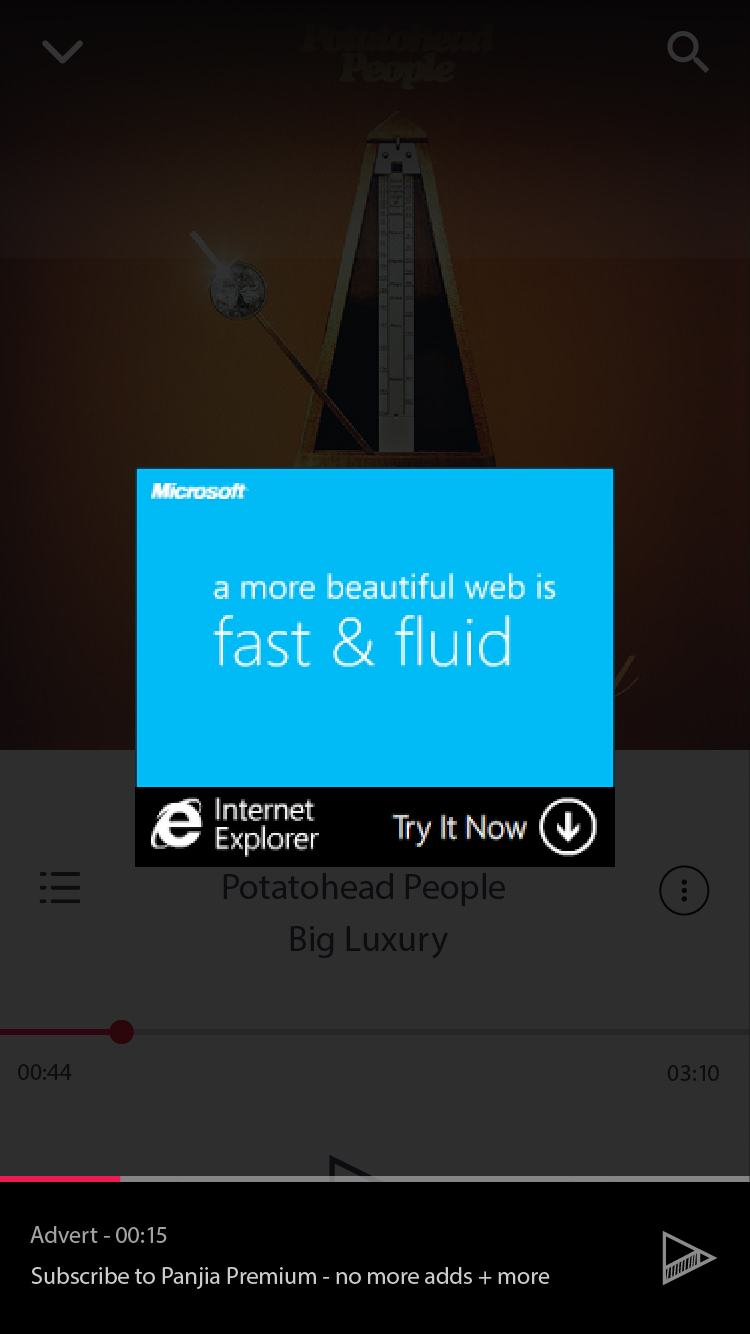 Potatohead
People
Microsoft
a more beautiful web is
fast & fluid
Internet
Explorer
Try It Now
Potatohead People
Big Luxury
00:44
03:10
Advert - 00:15
Subscribe to Panjia Premium - no more adds + more